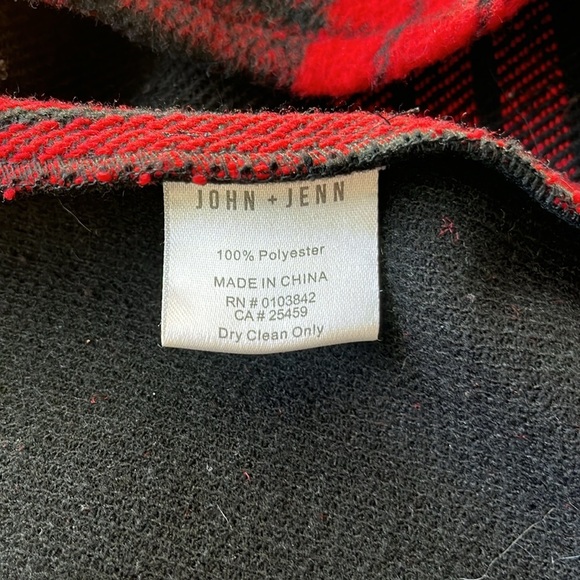 JOHN + JENN
100% Polyester
MADE IN CHINA
RN # 0103842
CA # 25459
Dry Clean Only